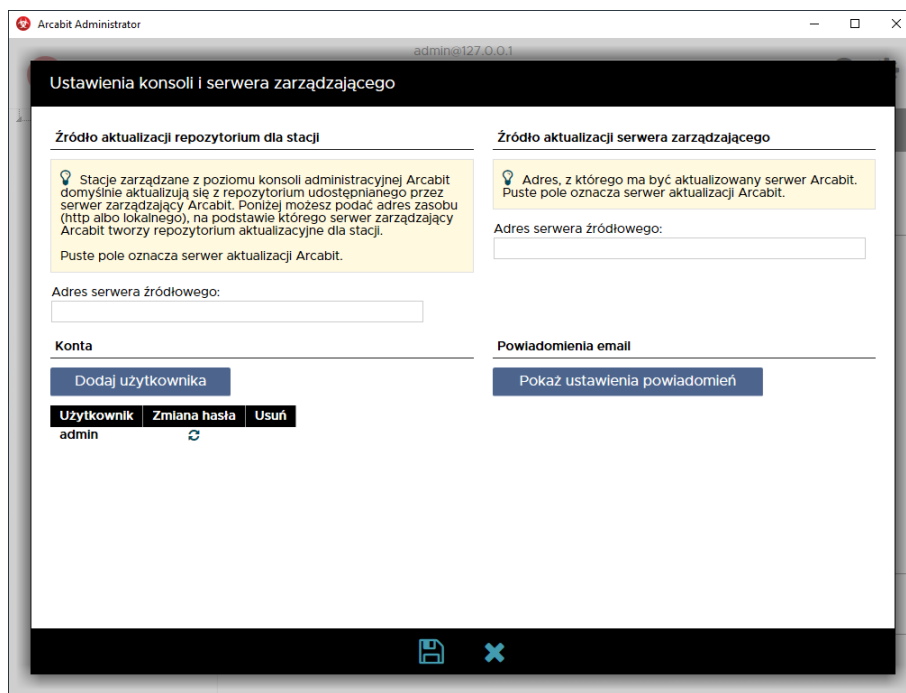 Arcabit Administrator
admin@127.0.0.1
Ustawienia konsoli i serwera zarządzającego
Źródło aktualizacji repozytorium dla stacji
Stacje zarządzane z poziomu konsoli administracyjnej Arcabit
domyślnie aktualizują się z repozytorium udostępnianego przez
serwer zarządzający Arcabit. Poniżej możesz podać adres zasobu
(http albo lokalnego), na podstawie którego serwer zarządzający
Arcabit tworzy repozytorium aktualizacyjne dla stacji.
Puste pole oznacza serwer aktualizacji Arcabit.
Adres serwera źródłowego:
Źródło aktualizacji serwera zarządzającego
Adres, z którego ma być aktualizowany serwer Arcabit.
Puste pole oznacza serwer aktualizacji Arcabit.
Adres serwera źródłowego:
Konta
Dodaj użytkownika
Użytkownik Zmiana hasła Usuń
admin
Powiadomienia email
Pokaż ustawienia powiadomień